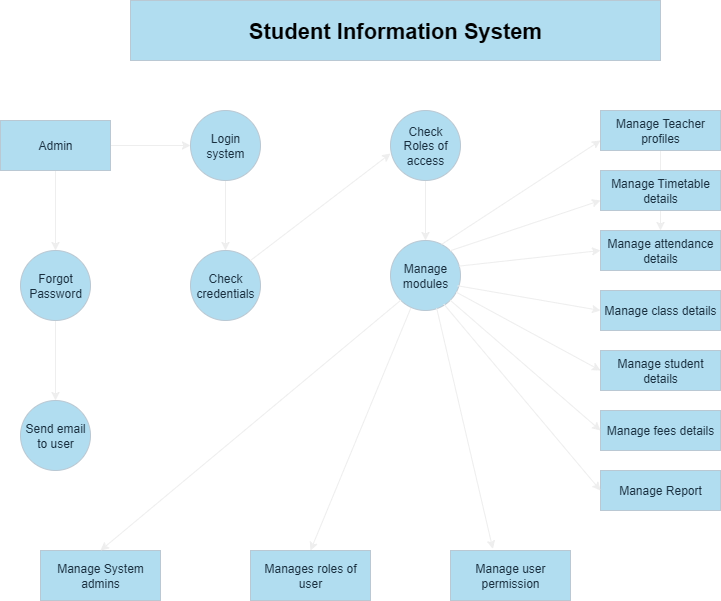 Student Information System
Admin
Login
system
Check
Roles of
access
Manage Teacher
profiles
Manage Timetable
details
Manage attendance
details
Forgot
Password
Check
credentials
Manage
modules
Manage class details
Manage student
details
Send email
to user
Manage fees details
Manage Report
Manage System
admins
Manages roles of
user
Manage user
permission